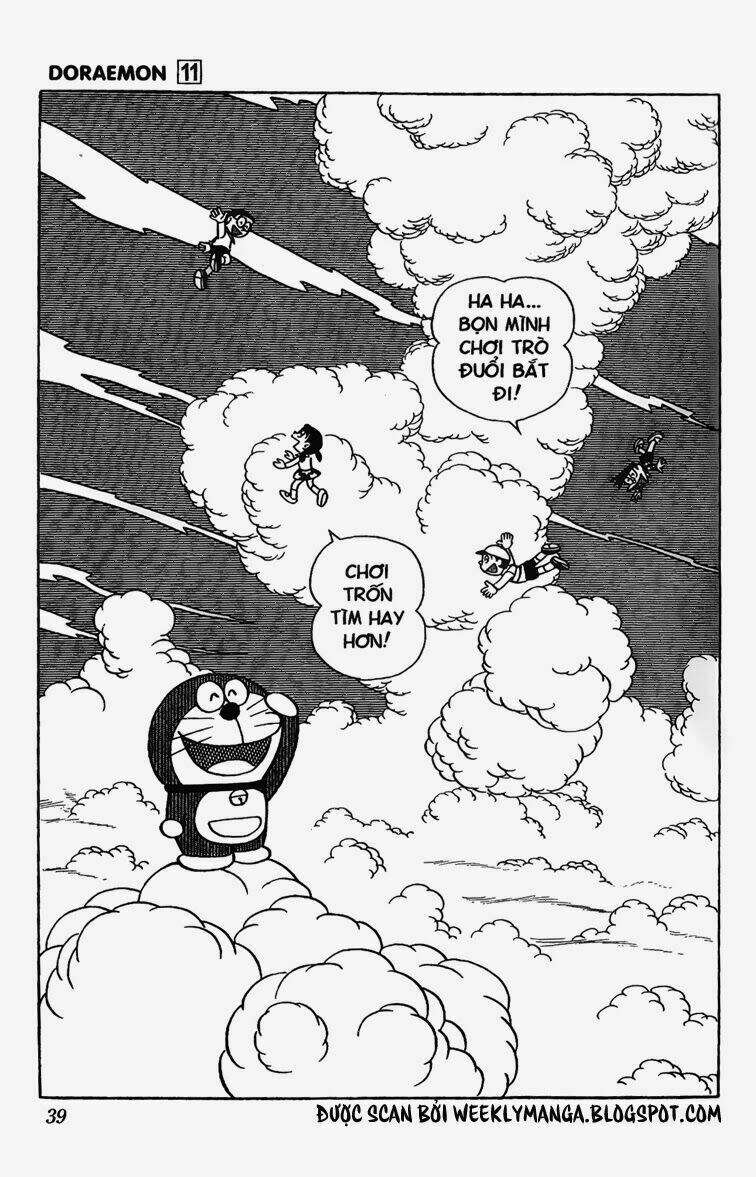 DORAEMON 11
HA HA...
BỌN MÌNH
CHƠI TRÒ
ĐUỔI BẮT
ĐI!
CHƠI
TRỐN
TÌM HAY
HƠN!
39
ĐƯỢC SCAN BỞI WEEKLYMANGA.BLOGSPOT.COM